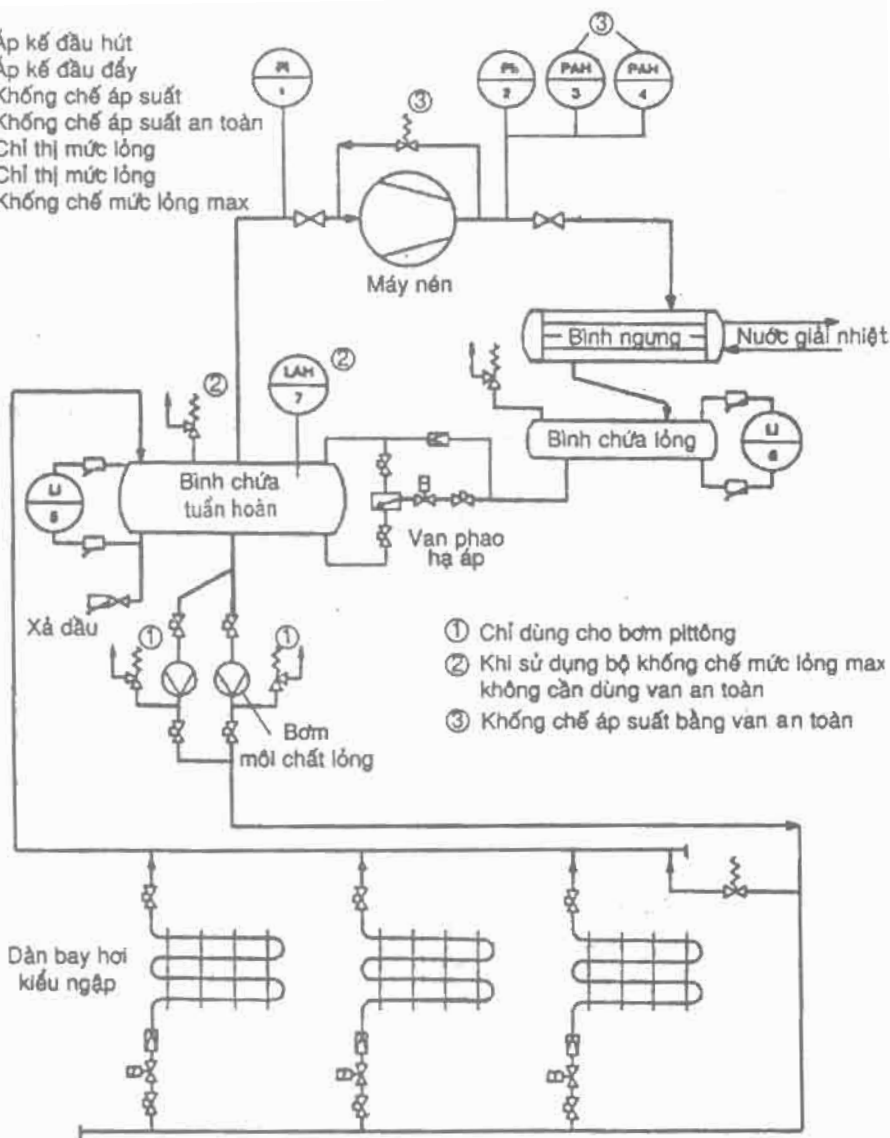 Áp kế đầu hút
Áp kế đầu đẩy
Khống chế áp suất
Khống chế áp suất an toàn
Chỉ thị mức lỏng
Chỉ thị mức lỏng
Khống chế mức lỏng max
PI
1
③
2
③
PAH
3
PAH
4
Máy nén
Bình ngưng
Nước giải nhiệt
②
LAH
7
②
Bình chứa lỏng
LI
6
LI
5
Bình chứa
tuần hoàn
Van phao
hạ áp
Xả dầu
①
①
Bơm
môi chất lỏng
① Chỉ dùng cho bơm pittông
② Khi sử dụng bộ khống chế mức lỏng max
không cần dùng van an toàn
③ Khống chế áp suất bằng van an toàn
Dàn bay hơi
kiểu ngập